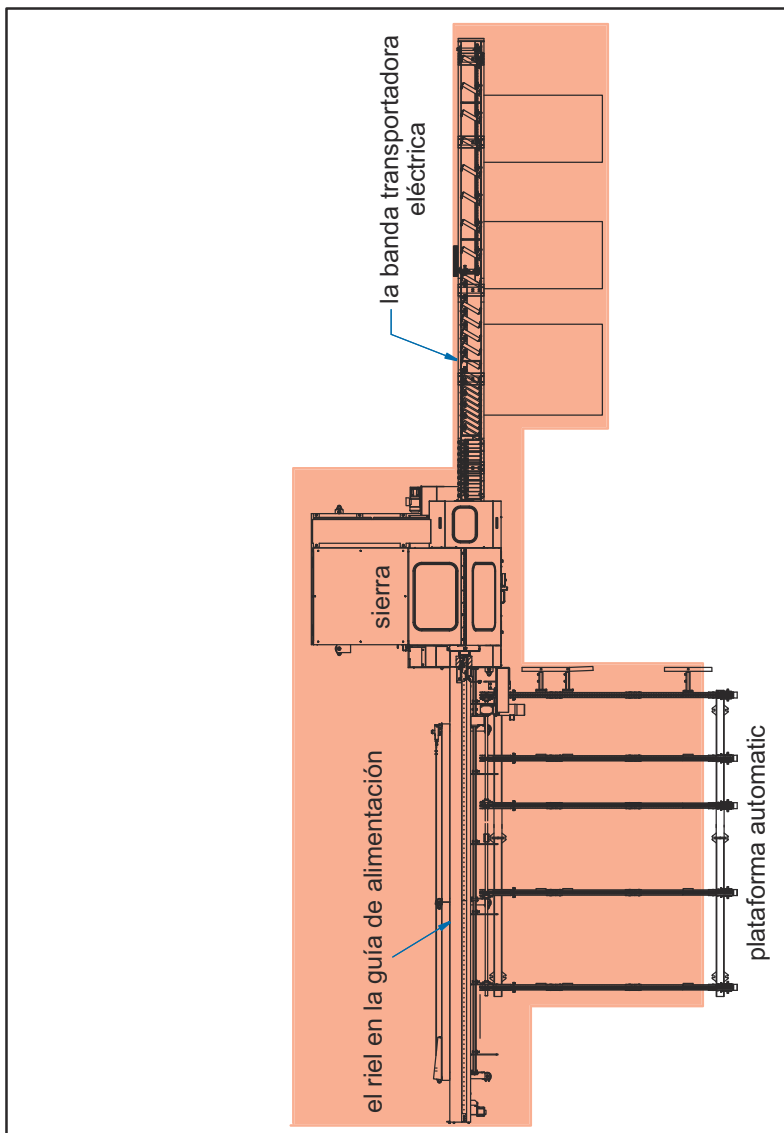 la banda transportadora
eléctrica
sierra
el riel en la guía de alimentación
plataforma automatic